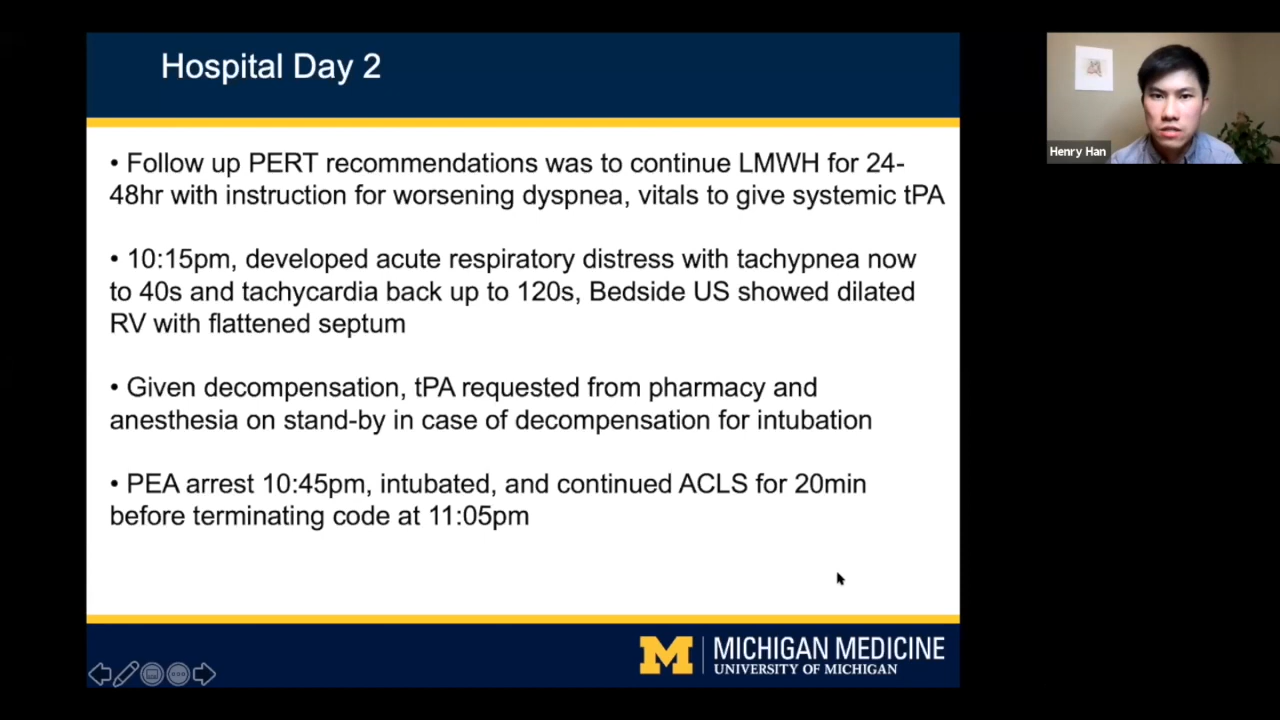 Hospital Day 2
• Follow up PERT recommendations was to continue LMWH for 24-
48hr with instruction for worsening dyspnea, vitals to give systemic tPA
• 10:15pm, developed acute respiratory distress with tachypnea now
to 40s and tachycardia back up to 120s, Bedside US showed dilated
RV with flattened septum
• Given decompensation, tPA requested from pharmacy and
anesthesia on stand-by in case of decompensation for intubation
• PEA arrest 10:45pm, intubated, and continued ACLS for 20min
before terminating code at 11:05pm
M MICHIGAN MEDICINE
UNIVERSITY OF MICHIGAN
Henry Han